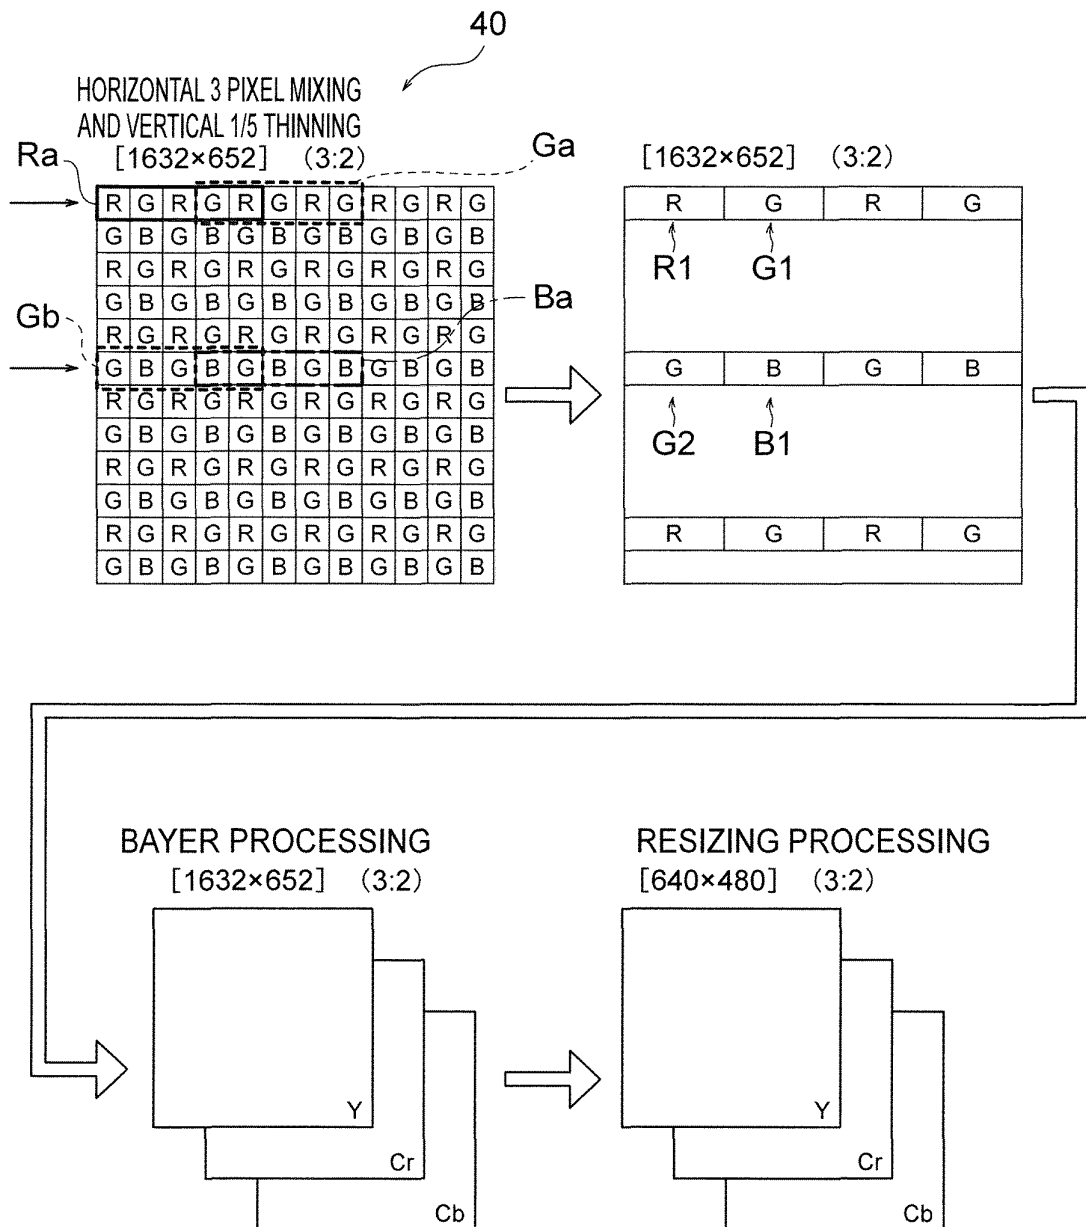 40
HORIZONTAL 3 PIXEL MIXING
AND VERTICAL 1/5 THINNING
[1632×652] (3:2)
Ra
Ga
R G R G R G R G R G R G
G B G B G B G B G B G B
R G R G R G R G R G R G
G B G B G B G B G B G B
R G R G R G R G R G R G
G B G B G B G B G B G B
R G R G R G R G R G R G
G B G B G B G B G B G B
R G R G R G R G R G R G
G B G B G B G B G B G B
R G R G R G R G R G R G
G B G B G B G B G B G B
Gb
Ba
[1632×652] (3:2)
R G R G
R1 G1
G B G B
G2 B1
R G R G
BAYER PROCESSING
[1632×652] (3:2)
Y
Cr
Cb
RESIZING PROCESSING
[640×480] (3:2)
Y
Cr
Cb